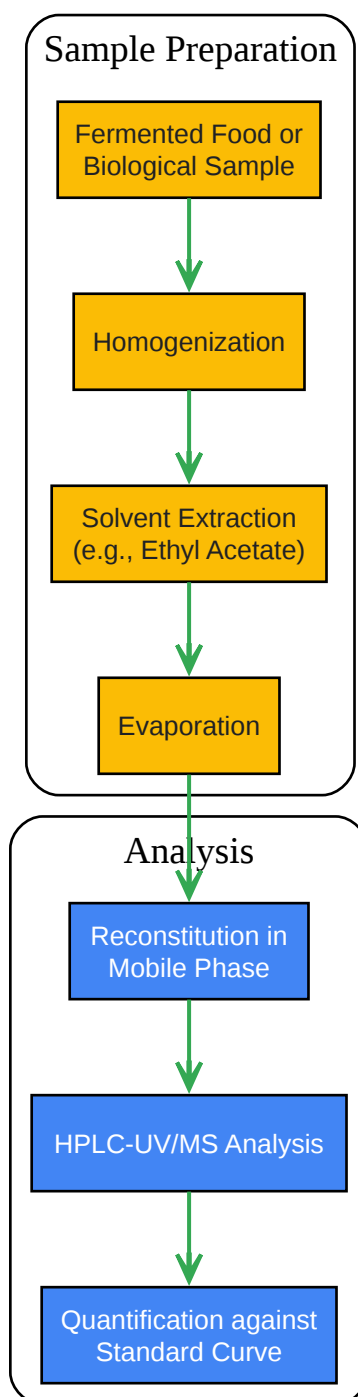 Sample Preparation
Fermented Food or
Biological Sample
Homogenization
Solvent Extraction
(e.g., Ethyl Acetate)
Evaporation
Analysis
Reconstitution in
Mobile Phase
HPLC-UV/MS Analysis
Quantification against
Standard Curve